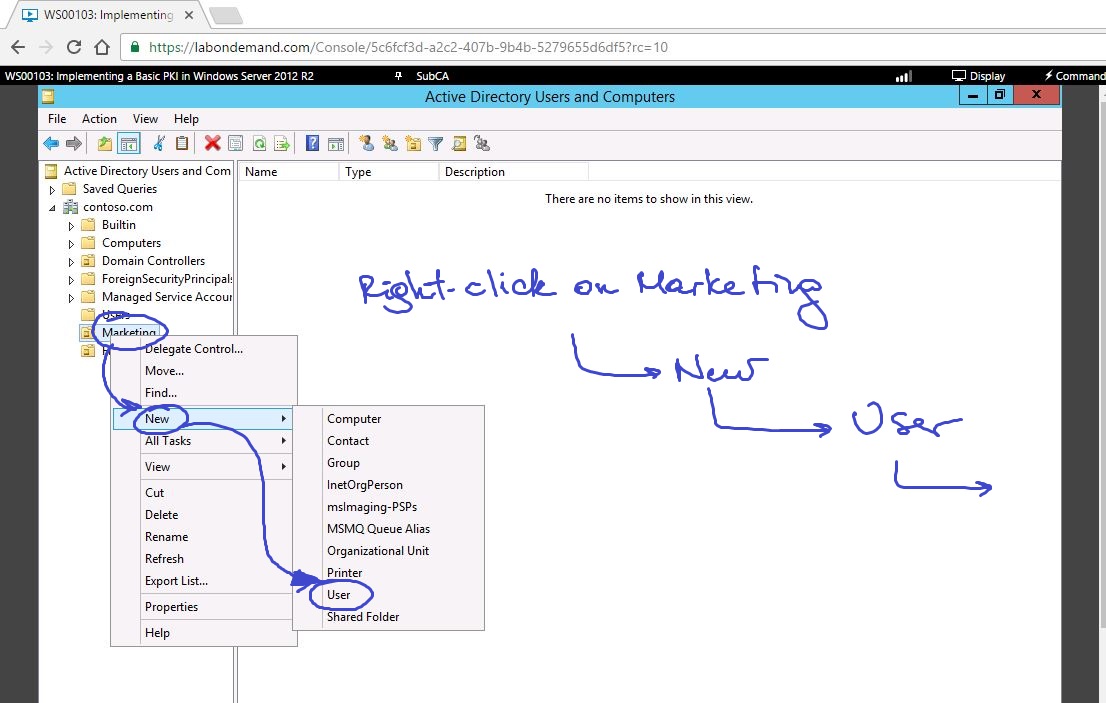 WS00103: Implementing
https://labondemand.com/Console/5c6fcf3d-a2c2-407b-9b4b-5279655d6df5?rc=10
WS00103: Implementing a Basic PKI in Windows Server 2012 R2 SubCA Display Command
Active Directory Users and Computers
File Action View Help
Active Directory Users and Com
Name Type Description
Saved Queries
There are no items to show in this view.
contoso.com
Builtin
Computers
Domain Controllers
ForeignSecurityPrincipals
Managed Service Accour
Users
Marketing
Right-click on Marketing
New
User
Delegate Control...
Move...
Find...
New
All Tasks
View
Cut
Delete
Rename
Refresh
Export List...
Properties
Help
Computer
Contact
Group
InetOrgPerson
msImaging-PSPs
MSMQ Queue Alias
Organizational Unit
Printer
User
Shared Folder